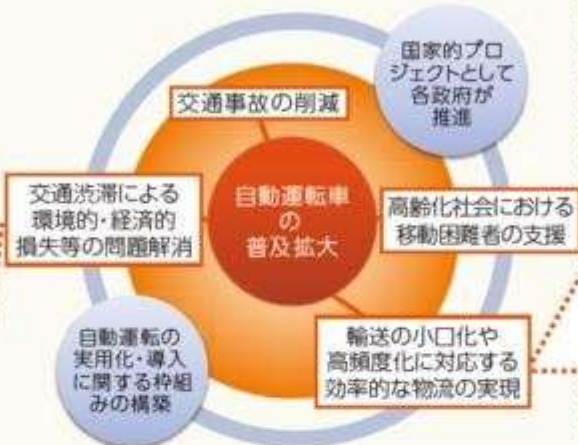 国家的プロ
ジェクトとして
各政府が
推進
交通事故の削減
交通渋滞による
環境的・経済的
損失等の問題解消
自動運転車
の
普及拡大
高齢化社会における
移動困難者の支援
自動運転の
実用化・導入
に関する枠組
みの構築
輸送の小口化や
高頻度化に対応する
効率的な物流の実現